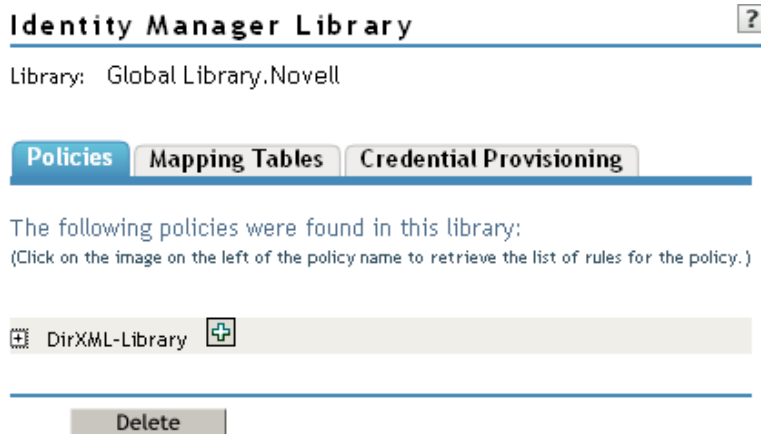 Identity Manager Library
?
Library: Global Library.Novell
Policies Mapping Tables Credential Provisioning
The following policies were found in this library:
(Click on the image on the left of the policy name to retrieve the list of rules for the policy.)
DirXML-Library
Delete